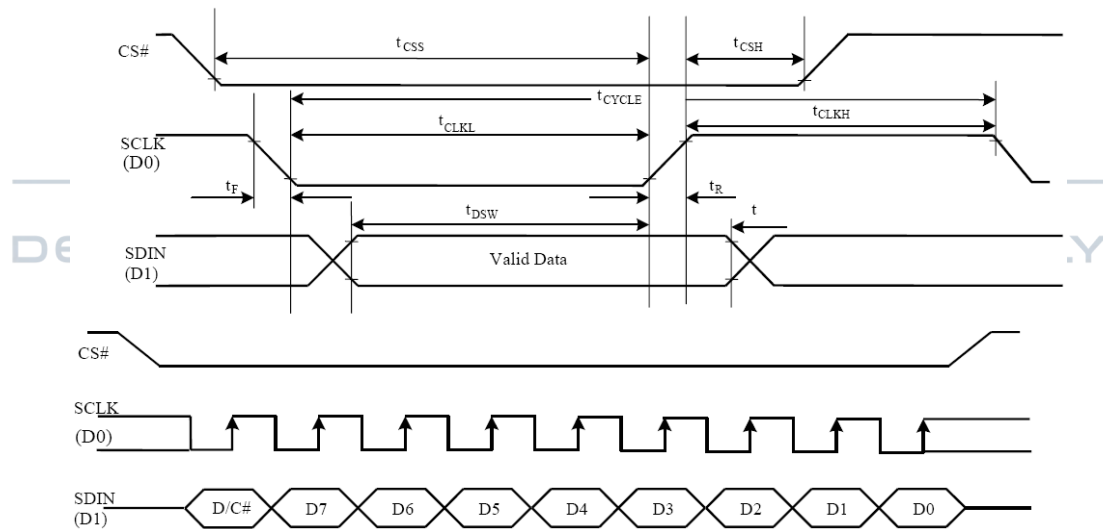 CS#
tCSS
tCSH
tCYCLE
tCLKL
tCLKH
SCLK
(D0)
tF
tR
tDSW
t
SDIN
(D1)
Valid Data
CS#
SCLK
(D0)
SDIN
(D1)
D/C# D7 D6 D5 D4 D3 D2 D1 D0